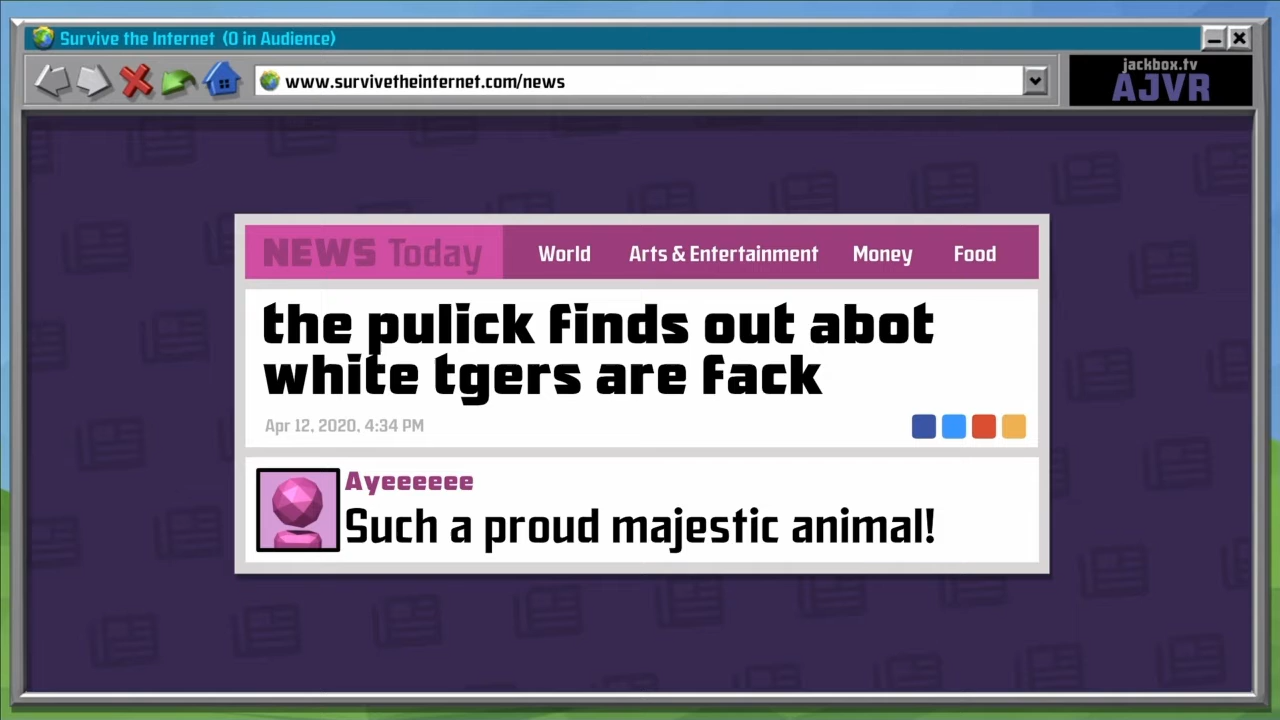 Survive the Internet (0 in Audience)
www.survivetheinternet.com/news
jackbox.tv
AJVR
NEWS Today World Arts & Entertainment Money Food
the pulick finds out abot
white tgers are fack
Apr 12, 2020, 4:34 PM
Ayeeeeee
Such a proud majestic animal!